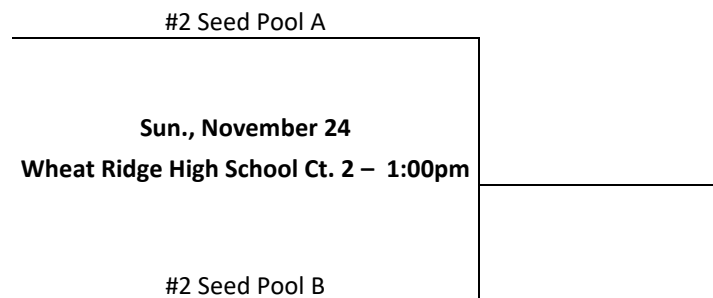 #2 Seed Pool A
Sun., November 24
Wheat Ridge High School Ct. 2 – 1:00pm
#2 Seed Pool B